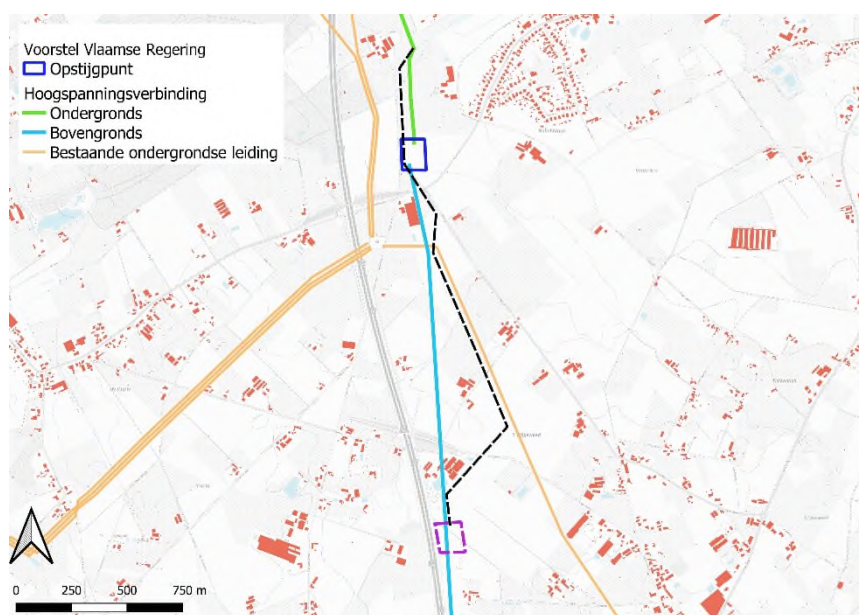 Voorstel Vlaamse Regering
Opstijgpunt
Hoogspanningsverbinding
Ondergronds
Bovengronds
Bestaande ondergrondse leiding
0 250 500 750 m